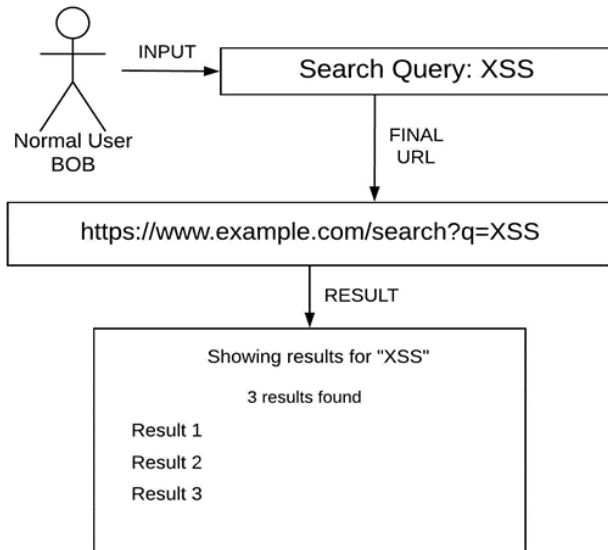 INPUT
Search Query: XSS
Normal User
BOB
FINAL
URL
https://www.example.com/search?q=XSS
RESULT
Showing results for "XSS"
3 results found
Result 1
Result 2
Result 3